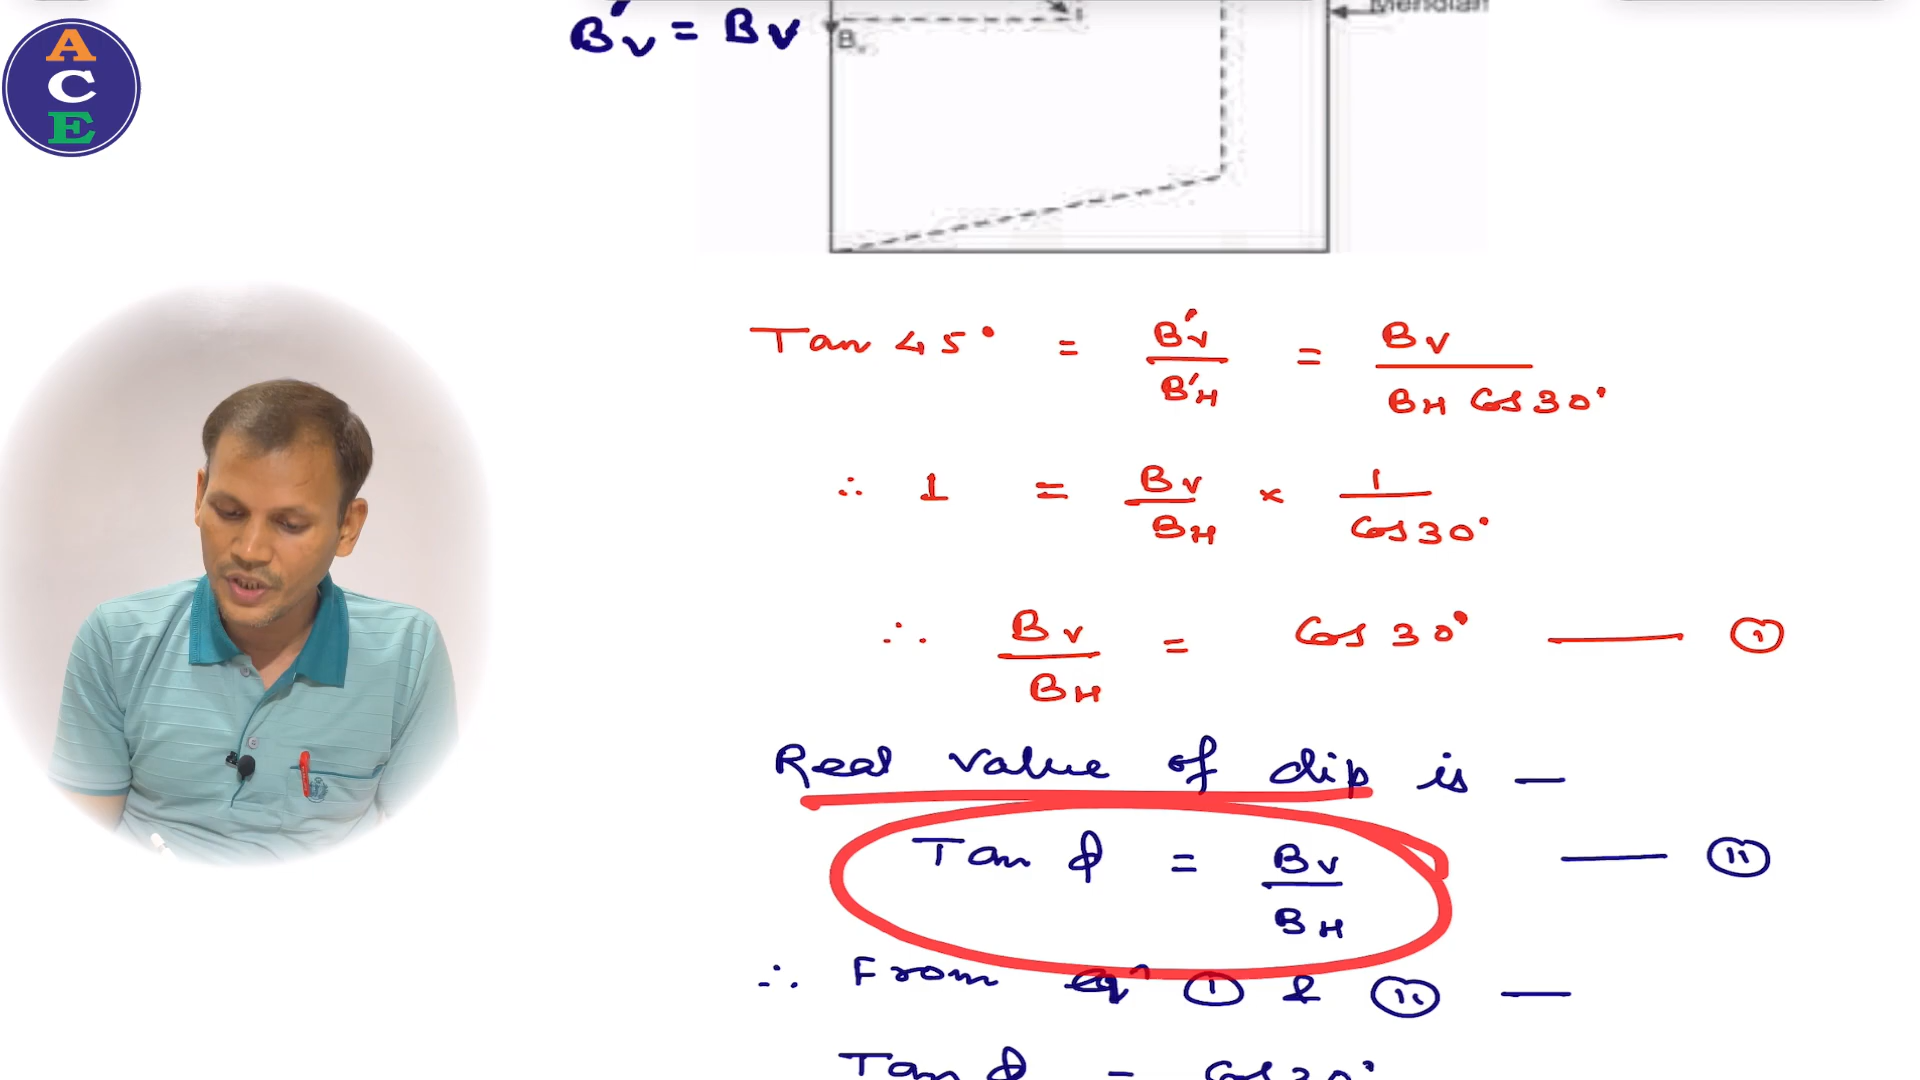 A
C
E
B'v = Bv
Bv
Meridian
Tan 45° = B'v / B'H = Bv / BH Cos 30°
∴ 1 = Bv / BH × 1 / Cos 30°
∴ Bv / BH = Cos 30° — (i)
Real value of dip is —
Tan ϕ = Bv / BH — (ii)
∴ From eqn (i) & (ii) —
Tan ϕ = Cos 30°